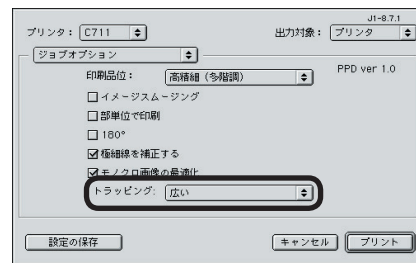 J1-8.7.1
プリンタ： C711 出力対象： プリンタ
ジョブオプション
印刷品位： 高精細（多階調） PPD ver 1.0
イメージスムージング
部単位で印刷
180°
極細線を補正する
モノクロ画像の最適化
トラッピング： 広い
設定の保存 キャンセル プリント